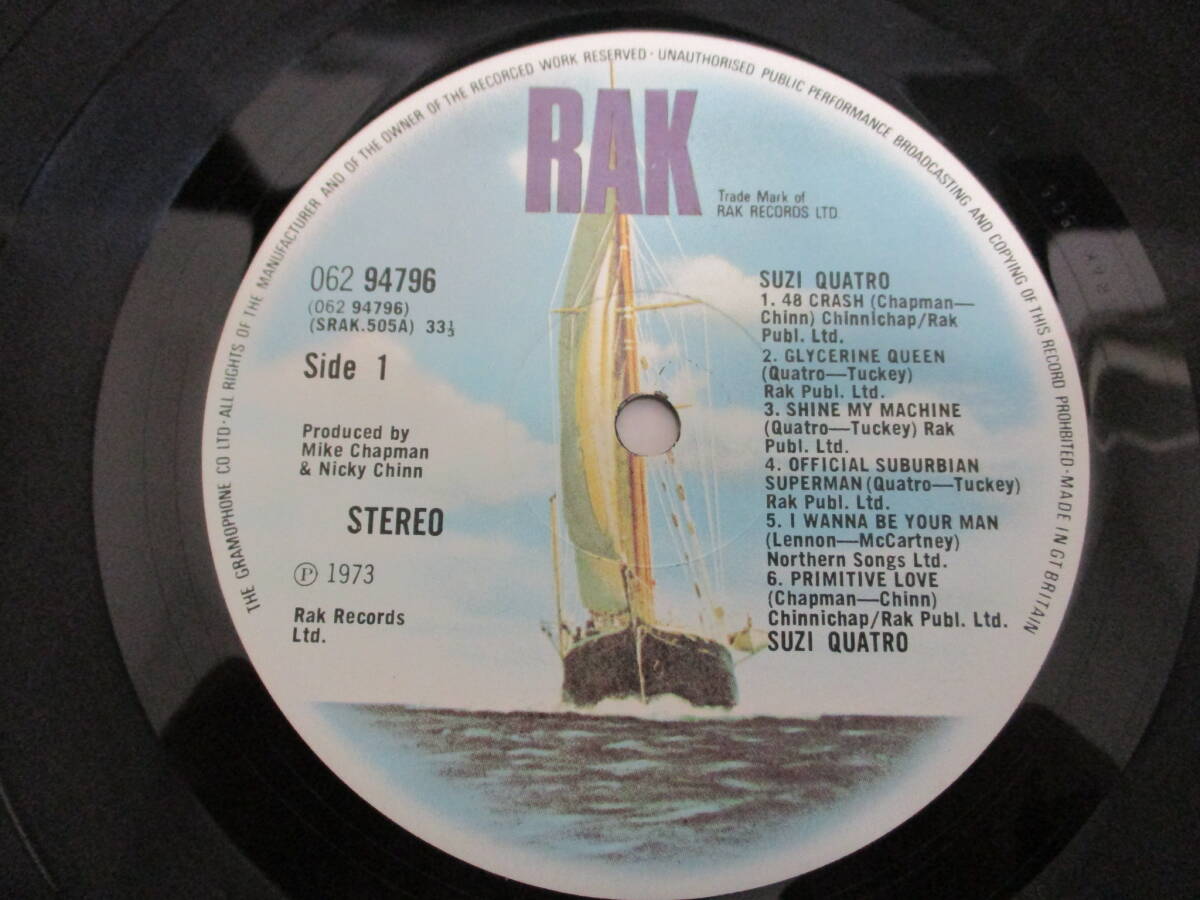 THE GRAMOPHONE CO LTD · ALL RIGHTS OF THE MANUFACTURER AND OF THE OWNER OF THE RECORDED WORK RESERVED · UNAUTHORISED PUBLIC PERFORMANCE BROADCASTING AND COPYING OF THIS RECORD PROHIBITED · MADE IN GT BRITAIN
RAK
Trade Mark of
RAK RECORDS LTD.
062 94796
(062 94796)
(SRAK.505A) 33⅓
Side 1
Produced by
Mike Chapman
& Nicky Chinn
STEREO
Ⓟ 1973
Rak Records
Ltd.
SUZI QUATRO
1. 48 CRASH (Chapman—
Chinn) Chinnichap/Rak
Publ. Ltd.
2. GLYCERINE QUEEN
(Quatro—Tuckey)
Rak Publ. Ltd.
3. SHINE MY MACHINE
(Quatro—Tuckey) Rak
Publ. Ltd.
4. OFFICIAL SUBURBIAN
SUPERMAN (Quatro—Tuckey)
Rak Publ. Ltd.
5. I WANNA BE YOUR MAN
(Lennon—McCartney)
Northern Songs Ltd.
6. PRIMITIVE LOVE
(Chapman—Chinn)
Chinnichap/Rak Publ. Ltd.
SUZI QUATRO